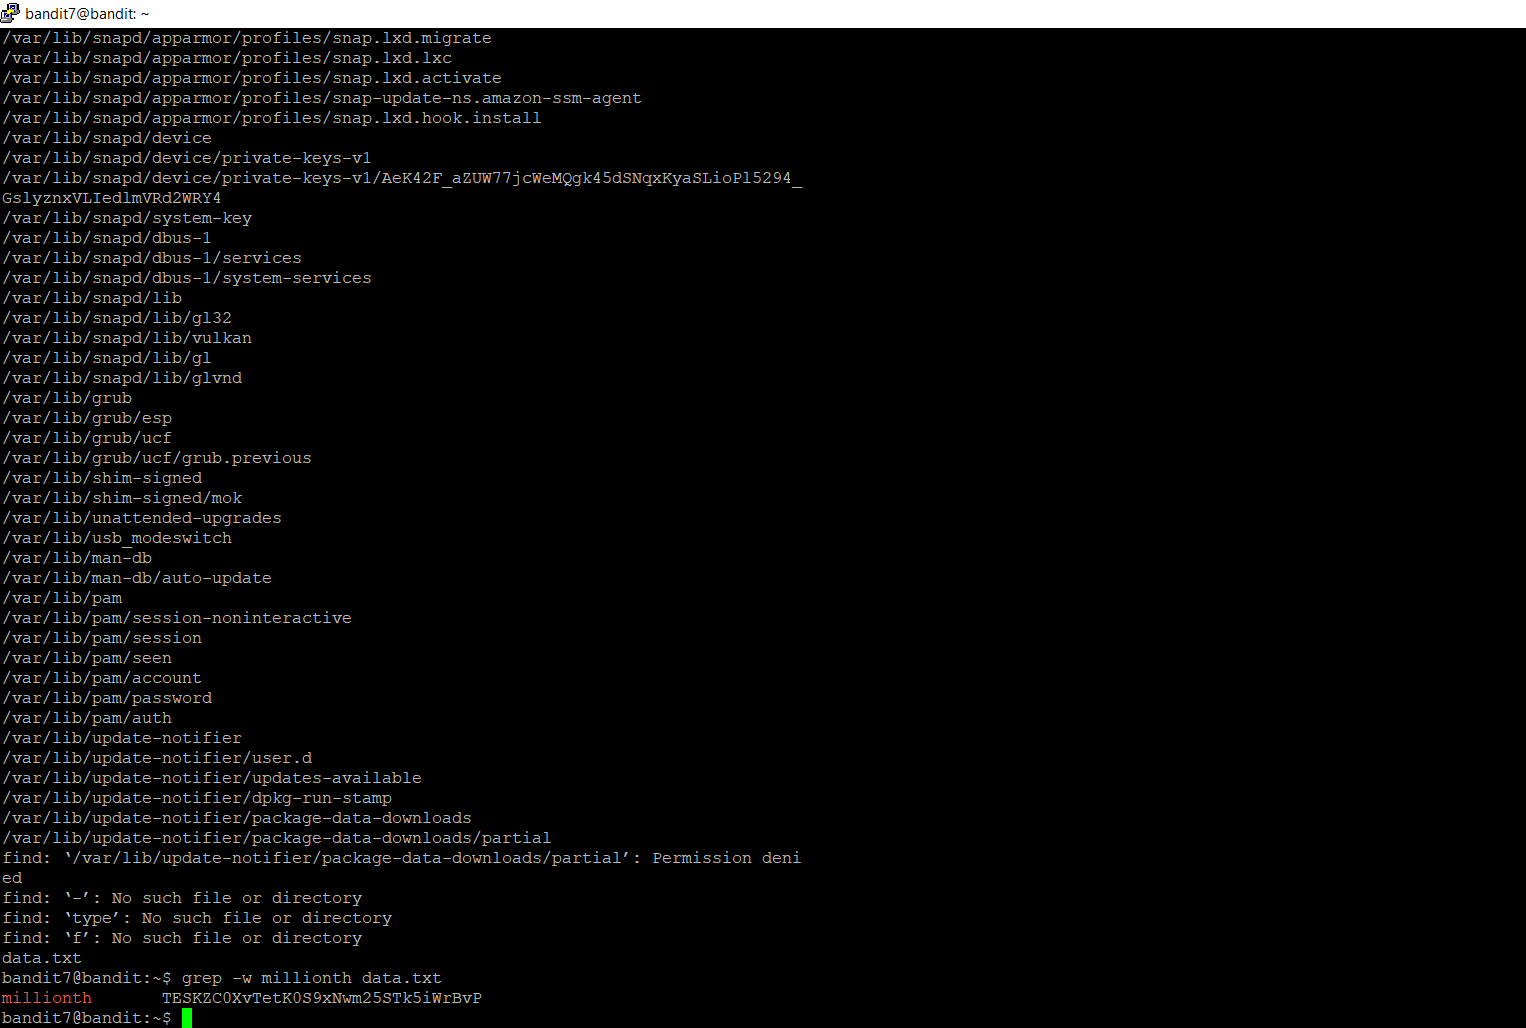 bandit7@bandit: ~
/var/lib/snapd/apparmor/profiles/snap.lxd.migrate
/var/lib/snapd/apparmor/profiles/snap.lxd.lxc
/var/lib/snapd/apparmor/profiles/snap.lxd.activate
/var/lib/snapd/apparmor/profiles/snap-update-ns.amazon-ssm-agent
/var/lib/snapd/apparmor/profiles/snap.lxd.hook.install
/var/lib/snapd/device
/var/lib/snapd/device/private-keys-v1
/var/lib/snapd/device/private-keys-v1/AeK42F_aZUW77jcWeMQgk45dSNqxKyaSLioPl5294_
GslyznxVLIedlmVRd2WRY4
/var/lib/snapd/system-key
/var/lib/snapd/dbus-1
/var/lib/snapd/dbus-1/services
/var/lib/snapd/dbus-1/system-services
/var/lib/snapd/lib
/var/lib/snapd/lib/gl32
/var/lib/snapd/lib/vulkan
/var/lib/snapd/lib/gl
/var/lib/snapd/lib/glvnd
/var/lib/grub
/var/lib/grub/esp
/var/lib/grub/ucf
/var/lib/grub/ucf/grub.previous
/var/lib/shim-signed
/var/lib/shim-signed/mok
/var/lib/unattended-upgrades
/var/lib/usb_modeswitch
/var/lib/man-db
/var/lib/man-db/auto-update
/var/lib/pam
/var/lib/pam/session-noninteractive
/var/lib/pam/session
/var/lib/pam/seen
/var/lib/pam/account
/var/lib/pam/password
/var/lib/pam/auth
/var/lib/update-notifier
/var/lib/update-notifier/user.d
/var/lib/update-notifier/updates-available
/var/lib/update-notifier/dpkg-run-stamp
/var/lib/update-notifier/package-data-downloads
/var/lib/update-notifier/package-data-downloads/partial
find: ‘/var/lib/update-notifier/package-data-downloads/partial’: Permission deni
ed
find: ‘-’: No such file or directory
find: ‘type’: No such file or directory
find: ‘f’: No such file or directory
data.txt
bandit7@bandit:~$ grep -w millionth data.txt
millionth       TESKZC0XvTetK0S9xNwm25STk5iWrBvP
bandit7@bandit:~$